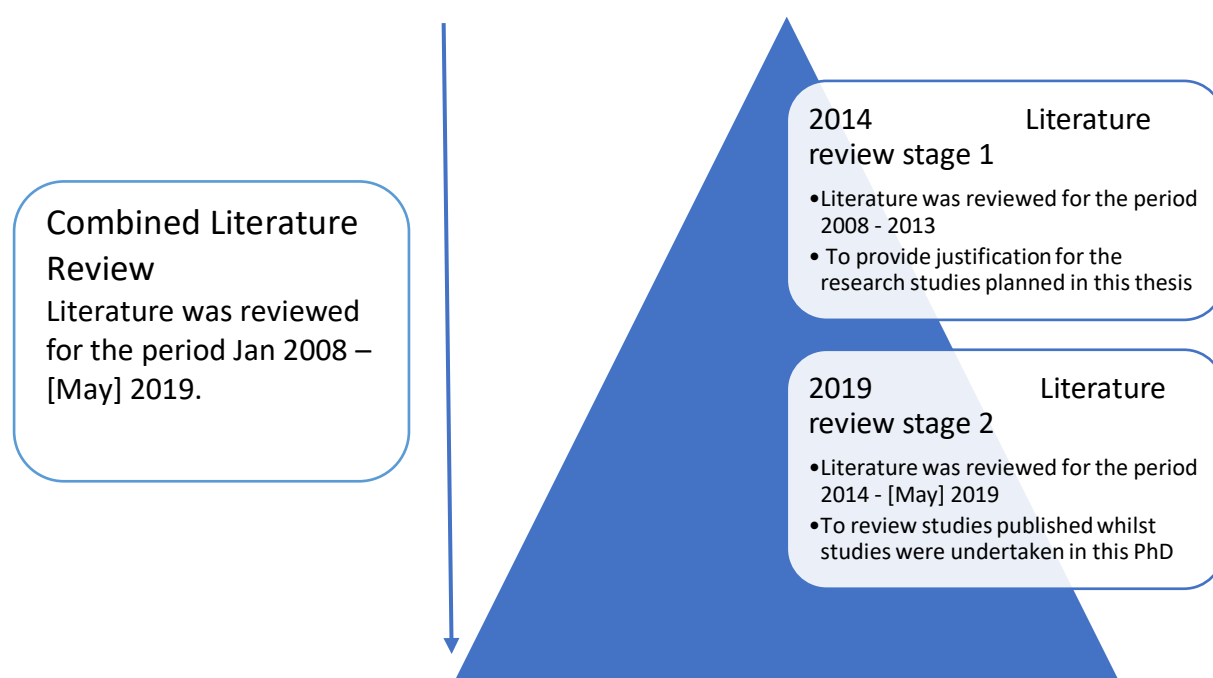 Combined Literature
Review
Literature was reviewed
for the period Jan 2008 –
[May] 2019.
2014 Literature
review stage 1
•Literature was reviewed for the period
2008 - 2013
• To provide justification for the
research studies planned in this thesis
2019 Literature
review stage 2
•Literature was reviewed for the period
2014 - [May] 2019
•To review studies published whilst
studies were undertaken in this PhD